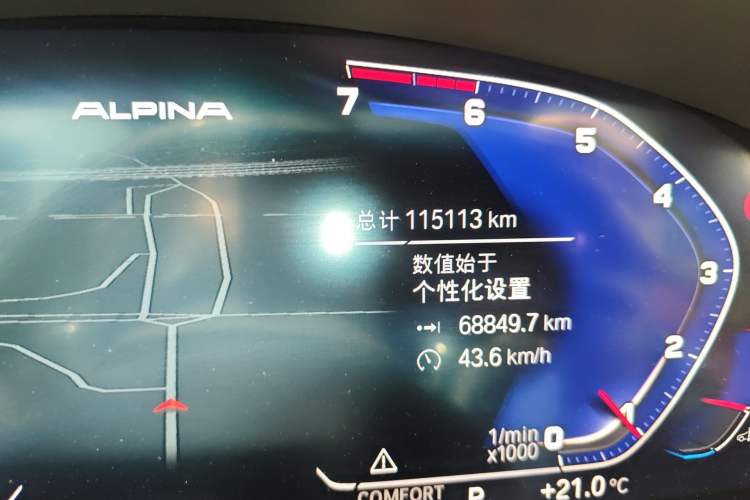 ALPINA
7
6
5
4
3
2
1
0
总计 115113 km
数值始于
个性化设置
68849.7 km
43.6 km/h
1/min
x1000
COMFORT P +21.0 °C